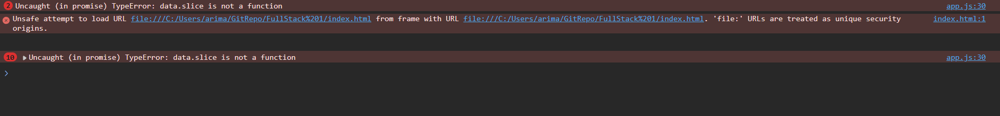 2 Uncaught (in promise) TypeError: data.slice is not a function app.js:30
Unsafe attempt to load URL file:///C:/Users/arima/GitRepo/FullStack%201/index.html from frame with URL file:///C:/Users/arima/GitRepo/FullStack%201/index.html. 'file:' URLs are treated as unique security index.html:1
origins.
10 Uncaught (in promise) TypeError: data.slice is not a function app.js:30